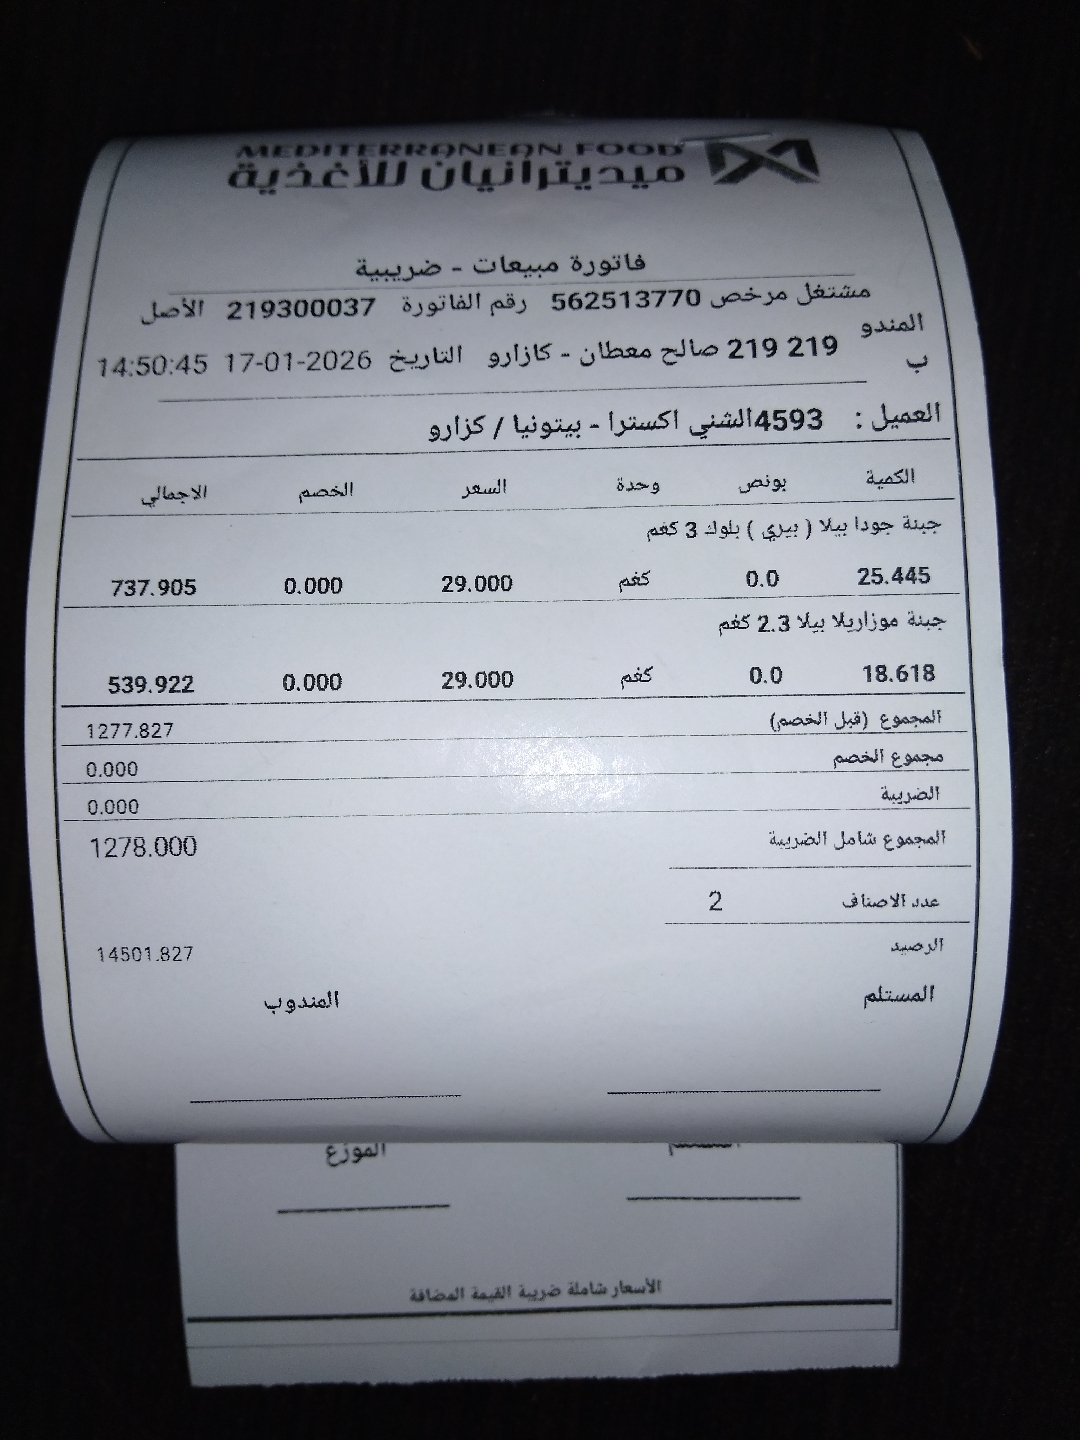 MEDITERRANEAN FOOD
ميديترانيان للأغذية
فاتورة مبيعات - ضريبية
مشتغل مرخص 562513770 رقم الفاتورة 219300037 الأصل
المندوب 219 219 صالح معطان - كازارو التاريخ 17-01-2026 14:50:45
العميل : 4593الشني اكسترا - بيتونيا / كزارو
الكمية بونص وحدة السعر الخصم الاجمالي
جبنة جودا بيلا ( بيري ) بلوك 3 كغم
25.445 0.0 كغم 29.000 0.000 737.905
جبنة موزاريلا بيلا 2.3 كغم
18.618 0.0 كغم 29.000 0.000 539.922
المجموع (قبل الخصم) 1277.827
مجموع الخصم 0.000
الضريبة 0.000
المجموع شامل الضريبة 1278.000
عدد الاصناف 2
الرصيد 14501.827
المستلم المندوب
الموزع
الأسعار شاملة ضريبة القيمة المضافة